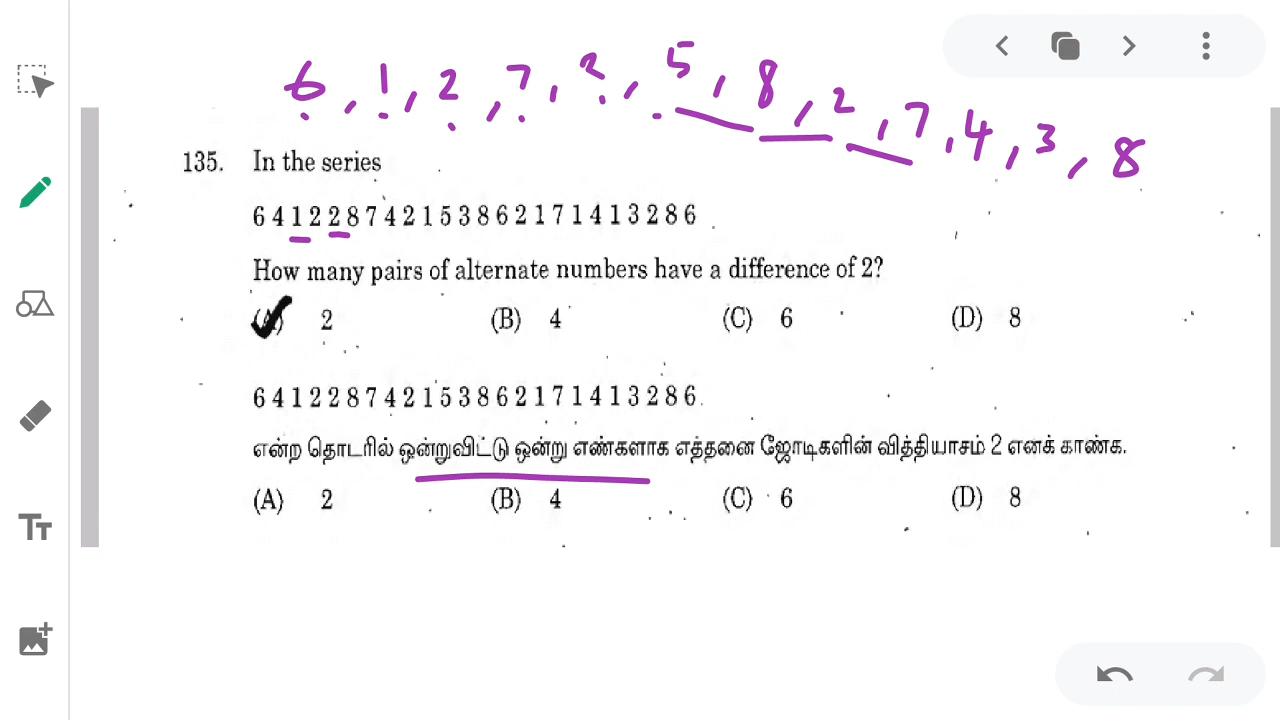 6 , 1 , 2 , 7 , 2 , 5 , 8 , 2 , 7 , 4 , 3 , 8
135. In the series
6 4 1 2 2 8 7 4 2 1 5 3 8 6 2 1 7 1 4 1 3 2 8 6
How many pairs of alternate numbers have a difference of 2?
(A) 2 (B) 4 (C) 6 (D) 8
6 4 1 2 2 8 7 4 2 1 5 3 8 6 2 1 7 1 4 1 3 2 8 6
என்ற தொடரில் ஒன்றுவிட்டு ஒன்று எண்களாக எத்தனை ஜோடிகளின் வித்தியாசம் 2 எனக் காண்க.
(A) 2 (B) 4 (C) 6 (D) 8
Tt